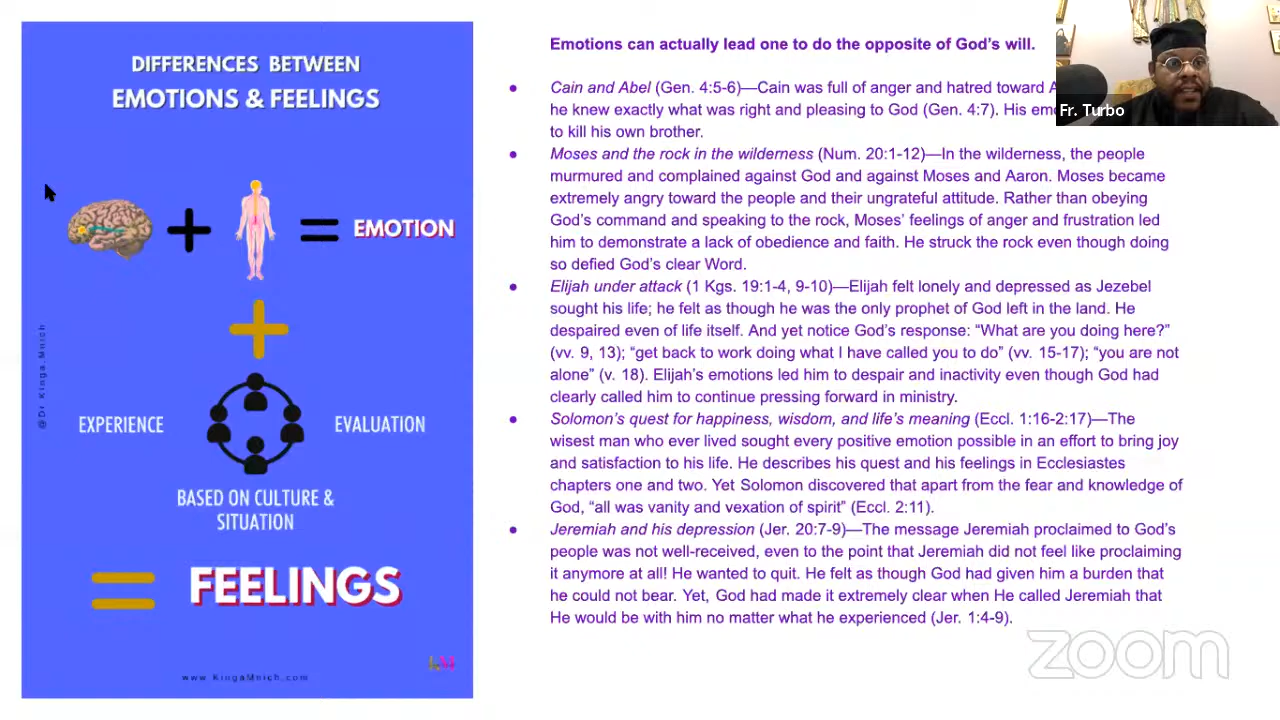 DIFFERENCES BETWEEN
EMOTIONS & FEELINGS
EMOTION
@Dr Kinga.Mnich
EXPERIENCE
EVALUATION
BASED ON CULTURE &
SITUATION
FEELINGS
KM
www KingaMnich.com
Emotions can actually lead one to do the opposite of God's will.
● Cain and Abel (Gen. 4:5-6)—Cain was full of anger and hatred toward
he knew exactly what was right and pleasing to God (Gen. 4:7). His
to kill his own brother.
● Moses and the rock in the wilderness (Num. 20:1-12)—In the wilderness, the people
murmured and complained against God and against Moses and Aaron. Moses became
extremely angry toward the people and their ungrateful attitude. Rather than obeying
God's command and speaking to the rock, Moses' feelings of anger and frustration led
him to demonstrate a lack of obedience and faith. He struck the rock even though doing
so defied God's clear Word.
● Elijah under attack (1 Kgs. 19:1-4, 9-10)—Elijah felt lonely and depressed as Jezebel
sought his life; he felt as though he was the only prophet of God left in the land. He
despaired even of life itself. And yet notice God's response: “What are you doing here?”
(vv. 9, 13); “get back to work doing what I have called you to do” (vv. 15-17); “you are not
alone” (v. 18). Elijah's emotions led him to despair and inactivity even though God had
clearly called him to continue pressing forward in ministry.
● Solomon's quest for happiness, wisdom, and life's meaning (Eccl. 1:16-2:17)—The
wisest man who ever lived sought every positive emotion possible in an effort to bring joy
and satisfaction to his life. He describes his quest and his feelings in Ecclesiastes
chapters one and two. Yet Solomon discovered that apart from the fear and knowledge of
God, “all was vanity and vexation of spirit” (Eccl. 2:11).
● Jeremiah and his depression (Jer. 20:7-9)—The message Jeremiah proclaimed to God's
people was not well-received, even to the point that Jeremiah did not feel like proclaiming
it anymore at all! He wanted to quit. He felt as though God had given him a burden that
he could not bear. Yet, God had made it extremely clear when He called Jeremiah that
He would be with him no matter what he experienced (Jer. 1:4-9).
Fr. Turbo
zoom